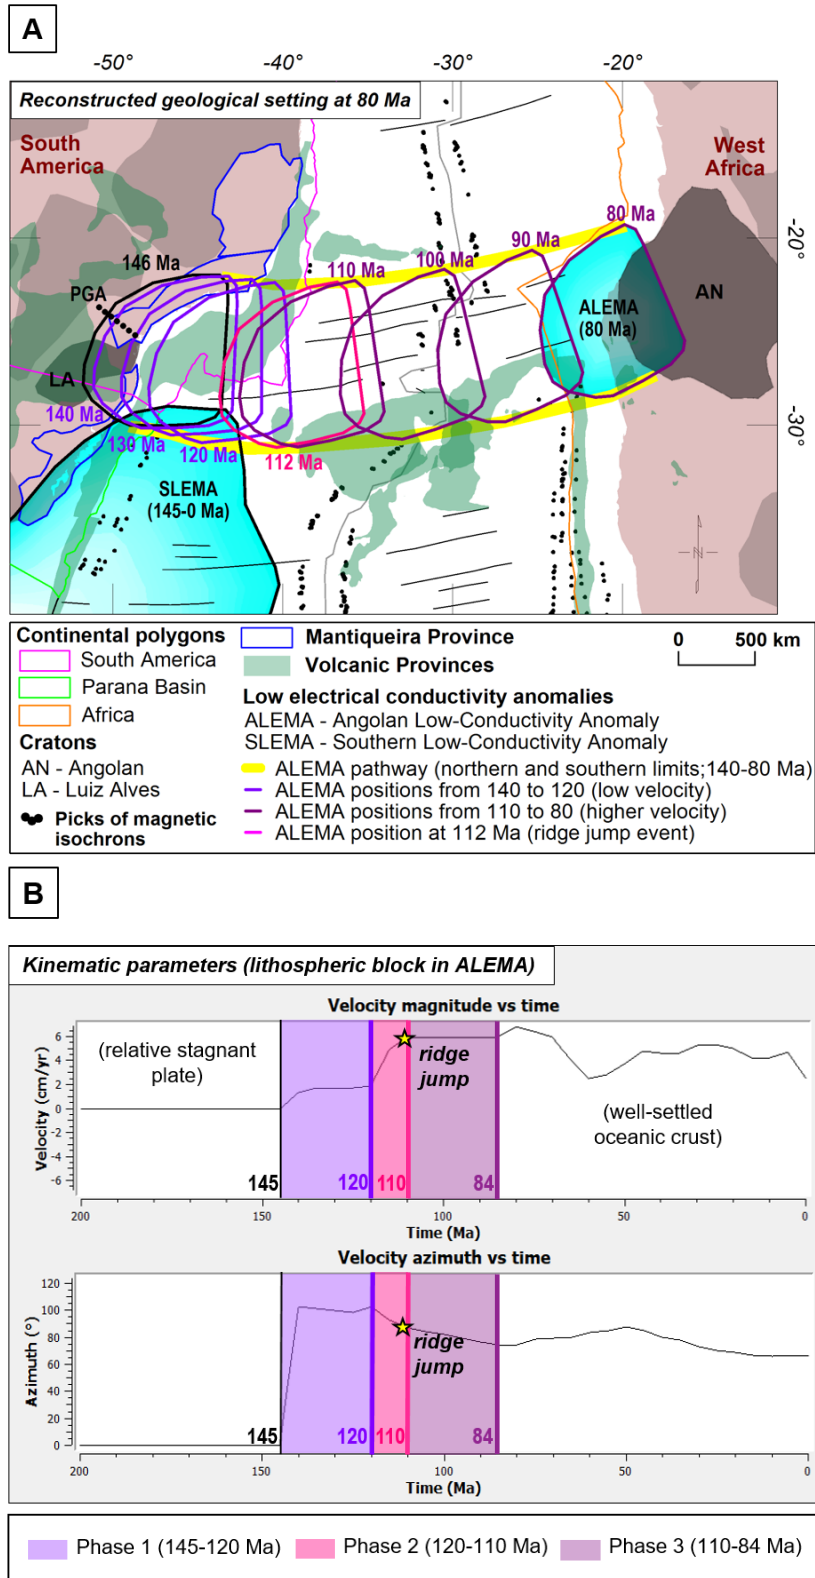 A
-50° -40° -30° -20°
Reconstructed geological setting at 80 Ma
South
America
West
Africa
80 Ma
90 Ma
-20°
100 Ma
110 Ma
146 Ma
PGA
AN
ALEMA
(80 Ma)
LA
140 Ma
130 Ma
120 Ma
112 Ma
-30°
SLEMA
(145-0 Ma)
N
Continental polygons
South America
Parana Basin
Africa
Cratons
AN - Angolan
LA - Luiz Alves
Picks of magnetic
isochrons
Mantiqueira Province
Volcanic Provinces
0 500 km
Low electrical conductivity anomalies
ALEMA - Angolan Low-Conductivity Anomaly
SLEMA - Southern Low-Conductivity Anomaly
ALEMA pathway (northern and southern limits;140-80 Ma)
ALEMA positions from 140 to 120 (low velocity)
ALEMA positions from 110 to 80 (higher velocity)
ALEMA position at 112 Ma (ridge jump event)
B
Kinematic parameters (lithospheric block in ALEMA)
Velocity magnitude vs time
Velocity (cm/yr)
6
4
2
0
-2
-4
-6
(relative stagnant
plate)
ridge
jump
(well-settled
oceanic crust)
145 120 110 84
200 150 100 50 0
Time (Ma)
Velocity azimuth vs time
Azimuth (°)
120
100
80
60
40
20
0
ridge
jump
145 120 110 84
200 150 100 50 0
Time (Ma)
Phase 1 (145-120 Ma) Phase 2 (120-110 Ma) Phase 3 (110-84 Ma)